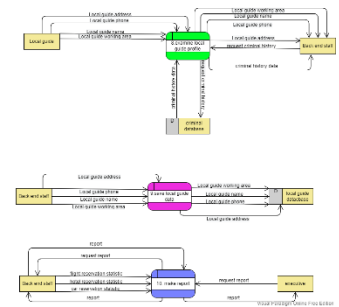 Local guide address
Local guide phone
Local guide working area
Local guide name
Local guide phone
Local guide name
Local guide working area
Local guide
8 examine local guide profile
Local guide address
request criminal history
Back end staff
criminal history data
criminal history data
criminal database
Local guide address
Local guide phone
Local guide name
Local guide working area
Back end staff
9 save local guide data
Local guide working area
Local guide name
Local guide phone
local guide database
Local guide address
report
request report
flight reservation statistic
hotel reservation statistic
car reservation statistic
Back end staff
10. make report
request report
executive
report
report
Visual Paradigm Demo Free Edition